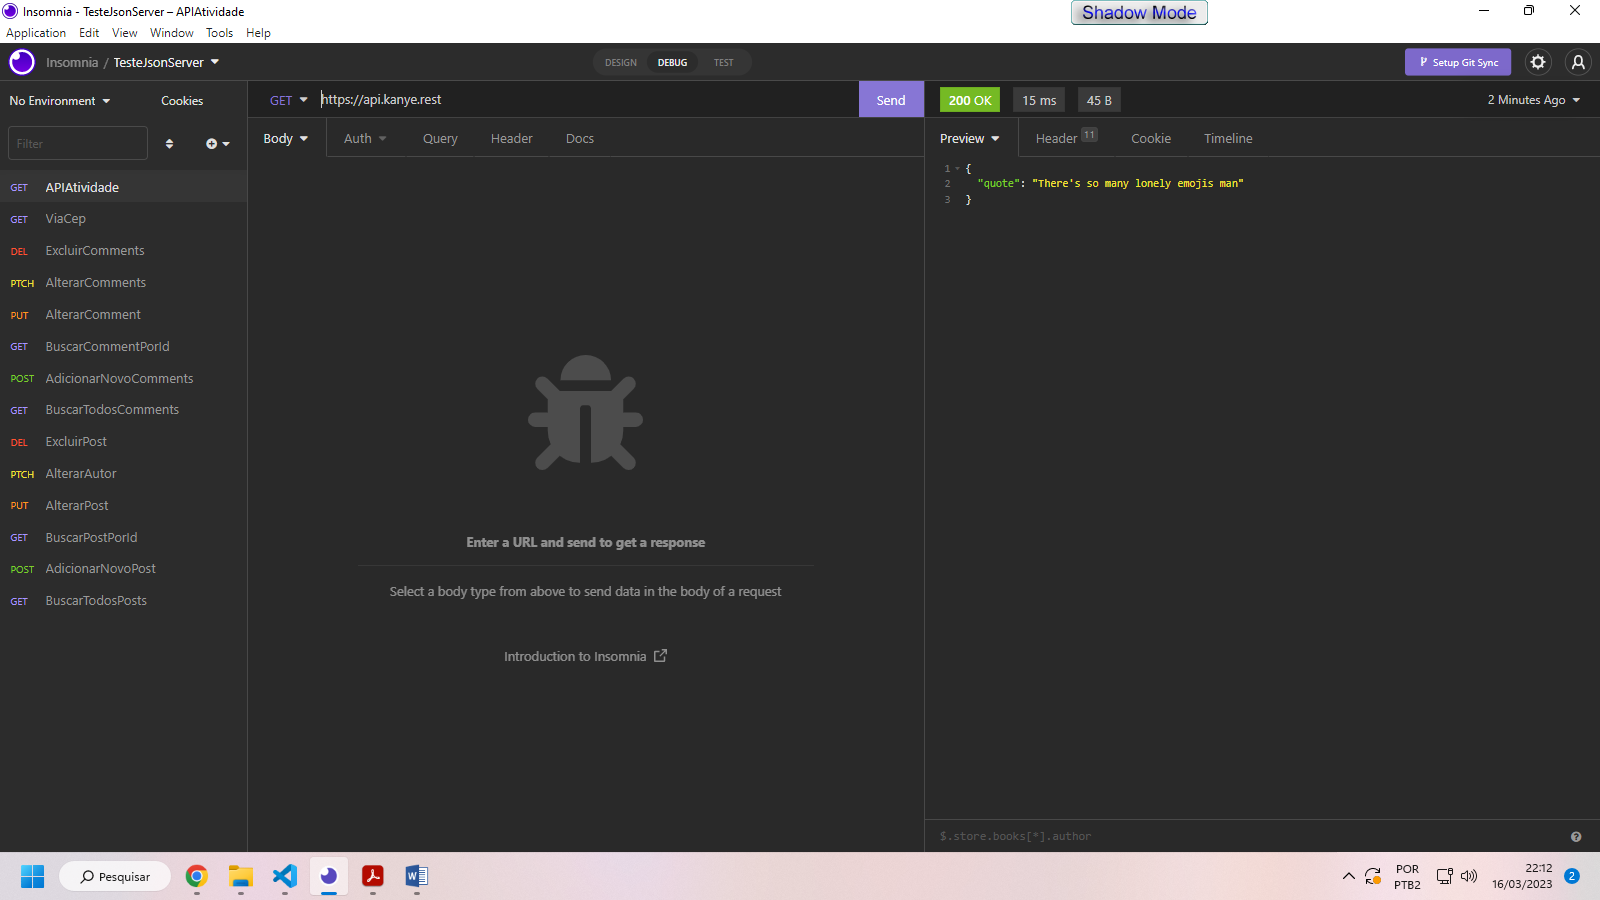 Insomnia - TesteJsonServer – APIAtividade
Shadow Mode
Application Edit View Window Tools Help
Insomnia / TesteJsonServer
DESIGN DEBUG TEST
Setup Git Sync
No Environment Cookies
GET https://api.kanye.rest Send
200 OK 15 ms 45 B 2 Minutes Ago
Filter
Body Auth Query Header Docs
Preview Header 11 Cookie Timeline
GET APIAtividade
GET ViaCep
DEL ExcluirComments
PTCH AlterarComments
PUT AlterarComment
GET BuscarCommentPorId
POST AdicionarNovoComments
GET BuscarTodosComments
DEL ExcluirPost
PTCH AlterarAutor
PUT AlterarPost
GET BuscarPostPorId
POST AdicionarNovoPost
GET BuscarTodosPosts
Enter a URL and send to get a response
Select a body type from above to send data in the body of a request
Introduction to Insomnia
1 {
2 "quote": "There's so many lonely emojis man"
3 }
$.store.books[*].author
Pesquisar
POR
PTB2
22:12
16/03/2023
2